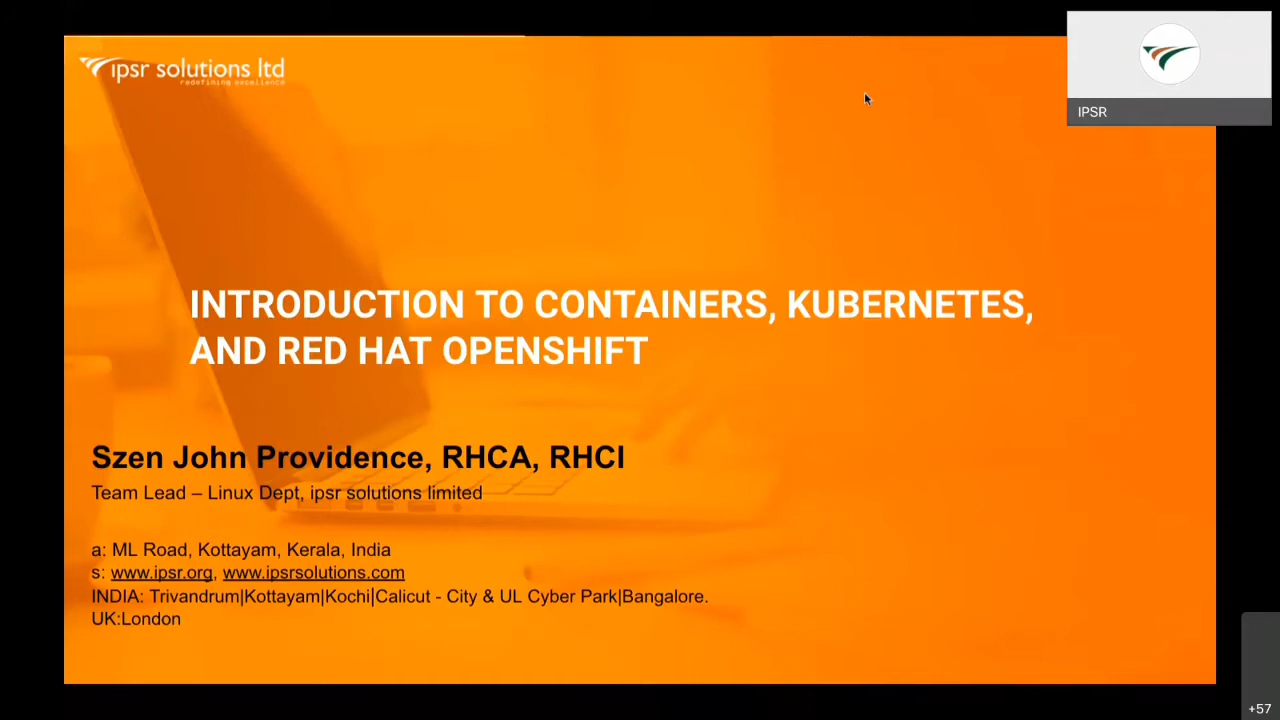 ipsr solutions ltd
redefining excellence
IPSR
INTRODUCTION TO CONTAINERS, KUBERNETES,
AND RED HAT OPENSHIFT
Szen John Providence, RHCA, RHCI
Team Lead – Linux Dept, ipsr solutions limited
a: ML Road, Kottayam, Kerala, India
s: www.ipsr.org, www.ipsrsolutions.com
INDIA: Trivandrum|Kottayam|Kochi|Calicut - City & UL Cyber Park|Bangalore.
UK:London
+57